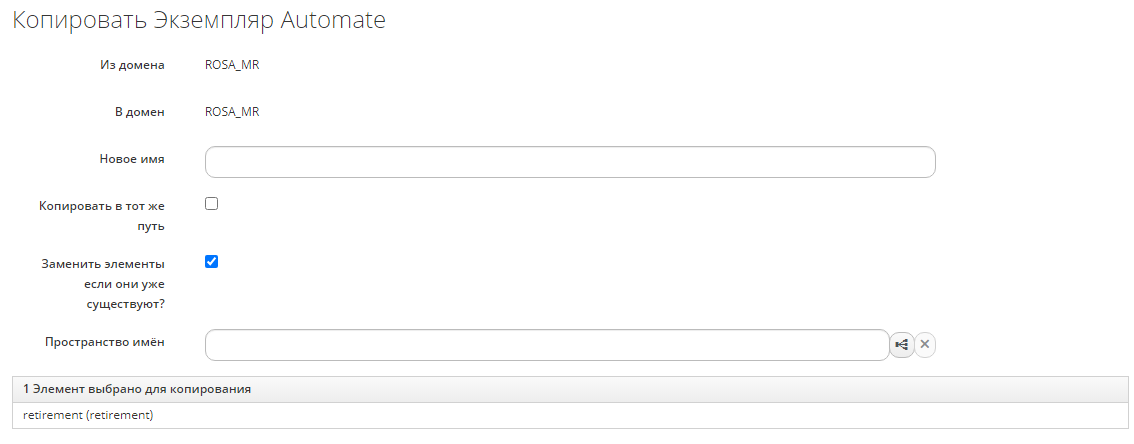 Копировать Экземпляр Automate
Из домена ROSA_MR
В домен ROSA_MR
Новое имя
Копировать в тот же
путь
Заменить элементы
если они уже
существуют?
Пространство имён
1 Элемент выбрано для копирования
retirement (retirement)